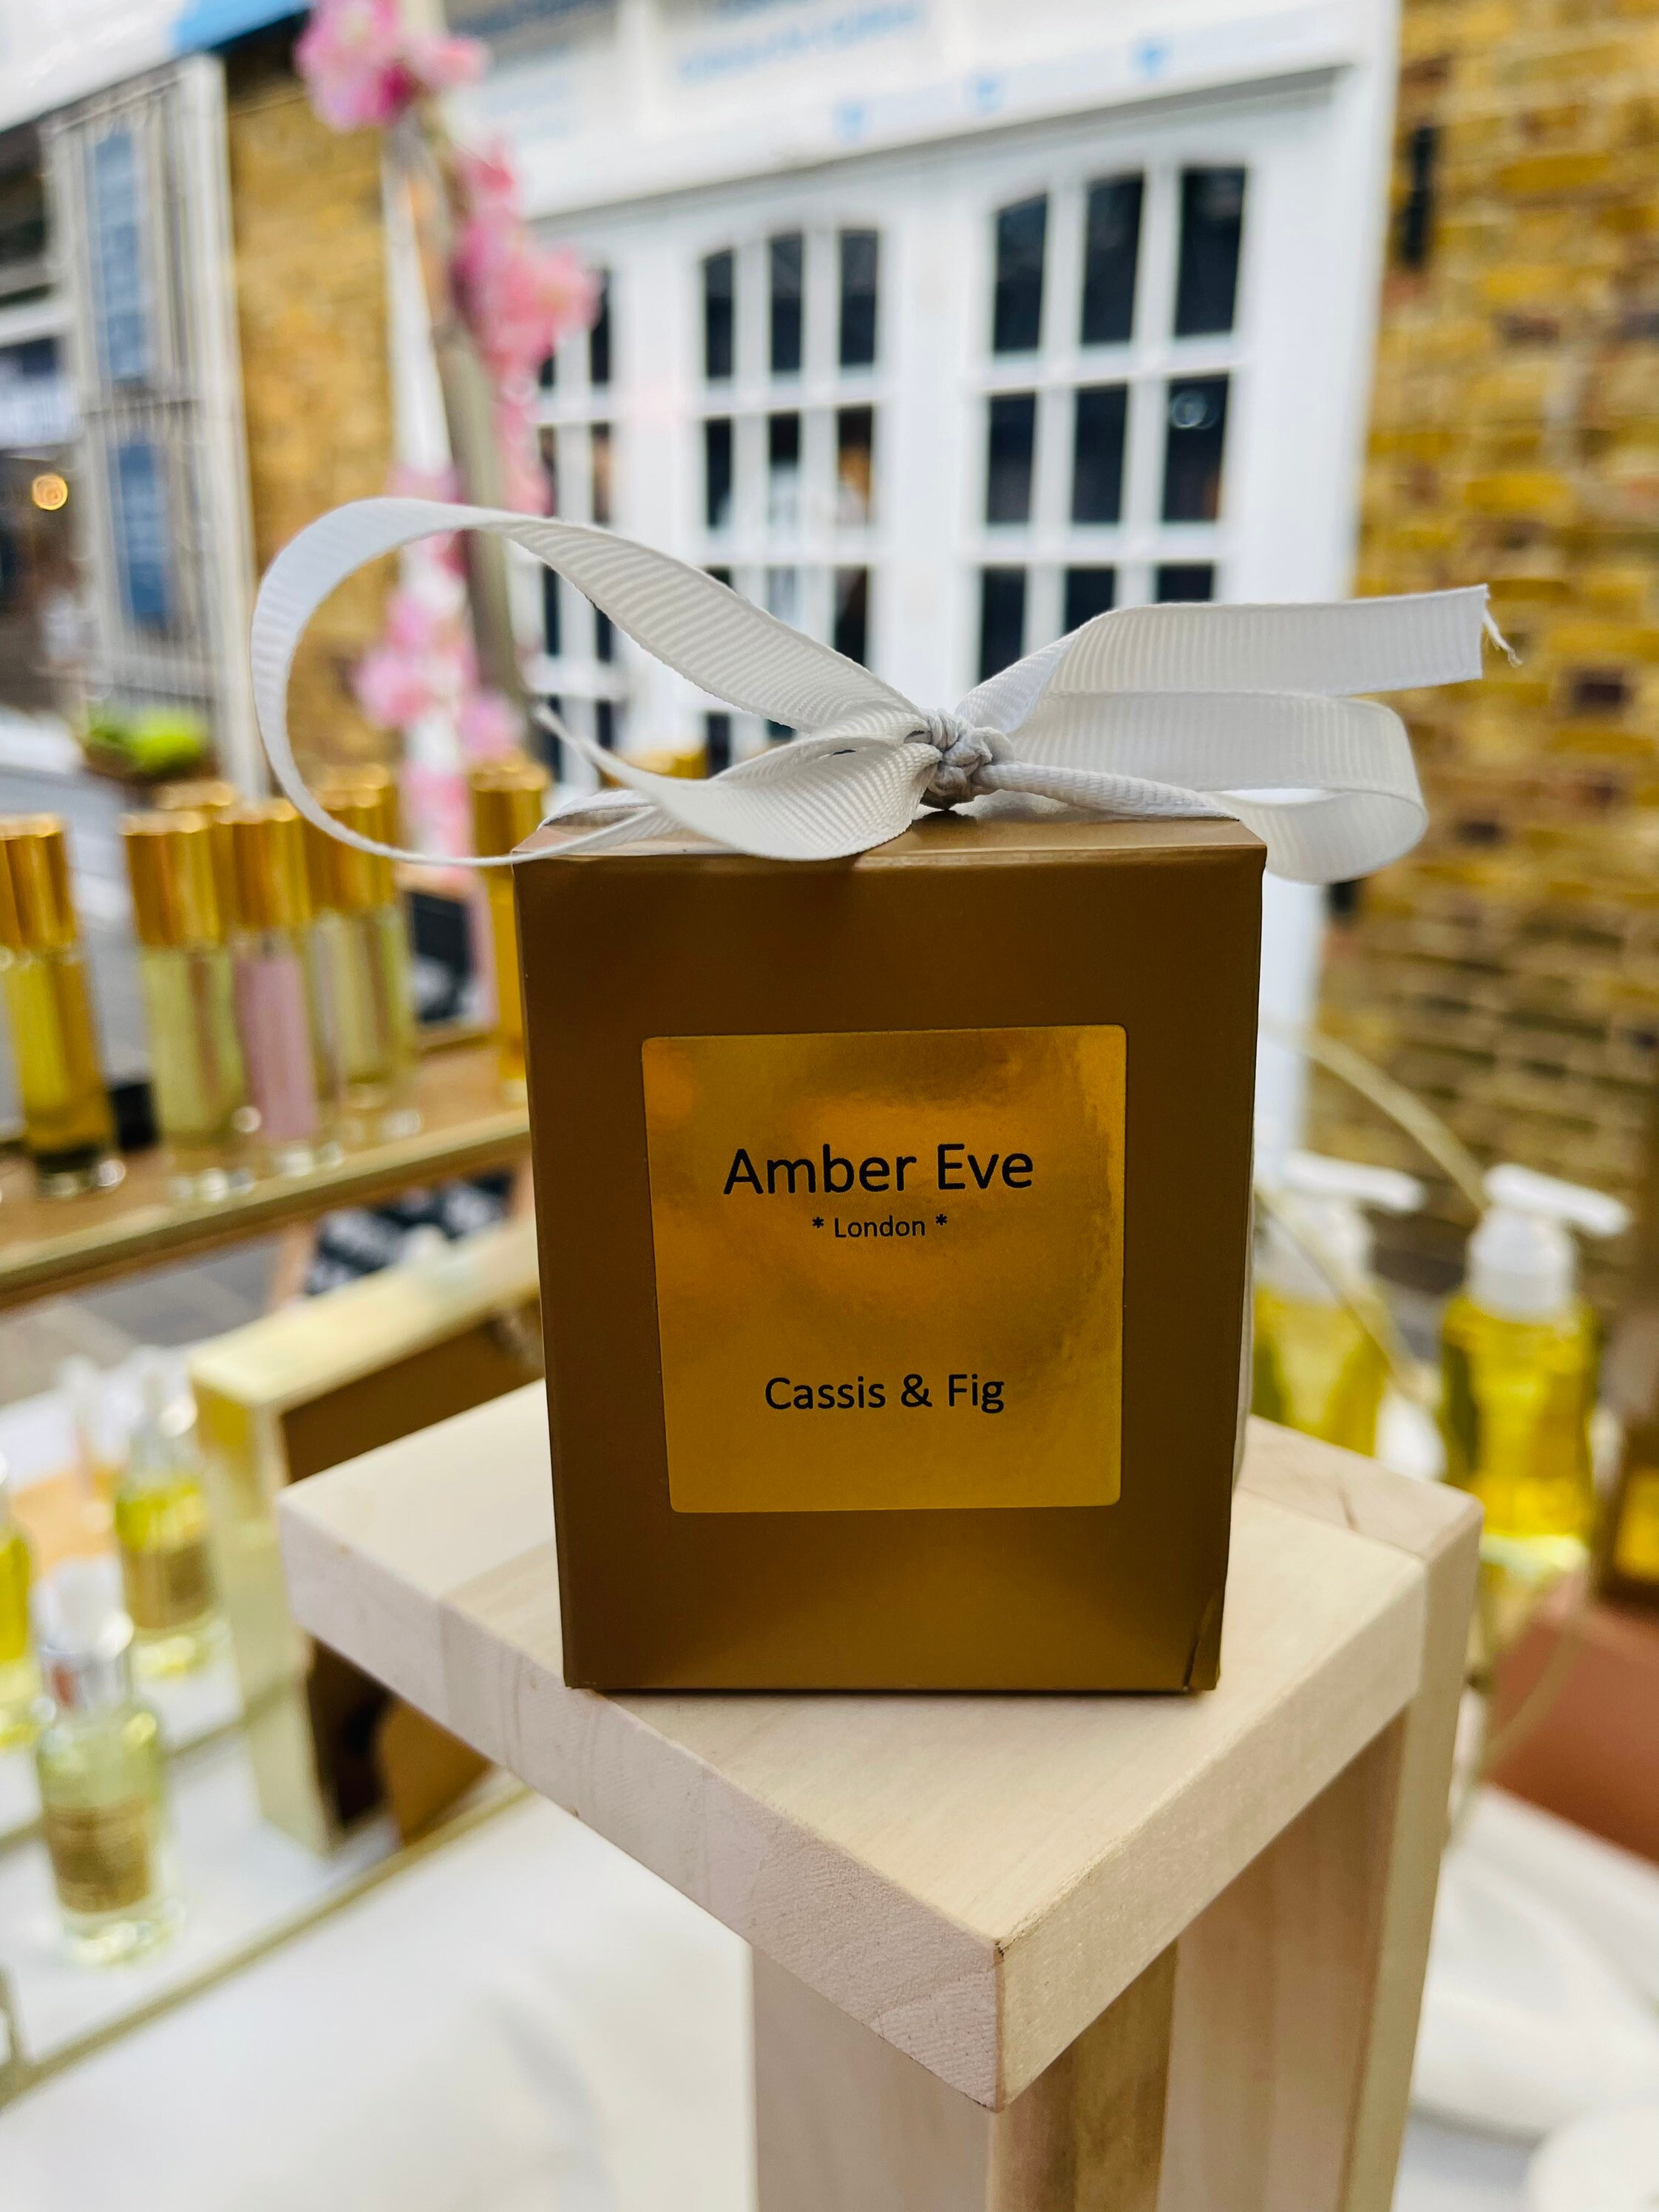 Amber Eve
* London *
Cassis & Fig